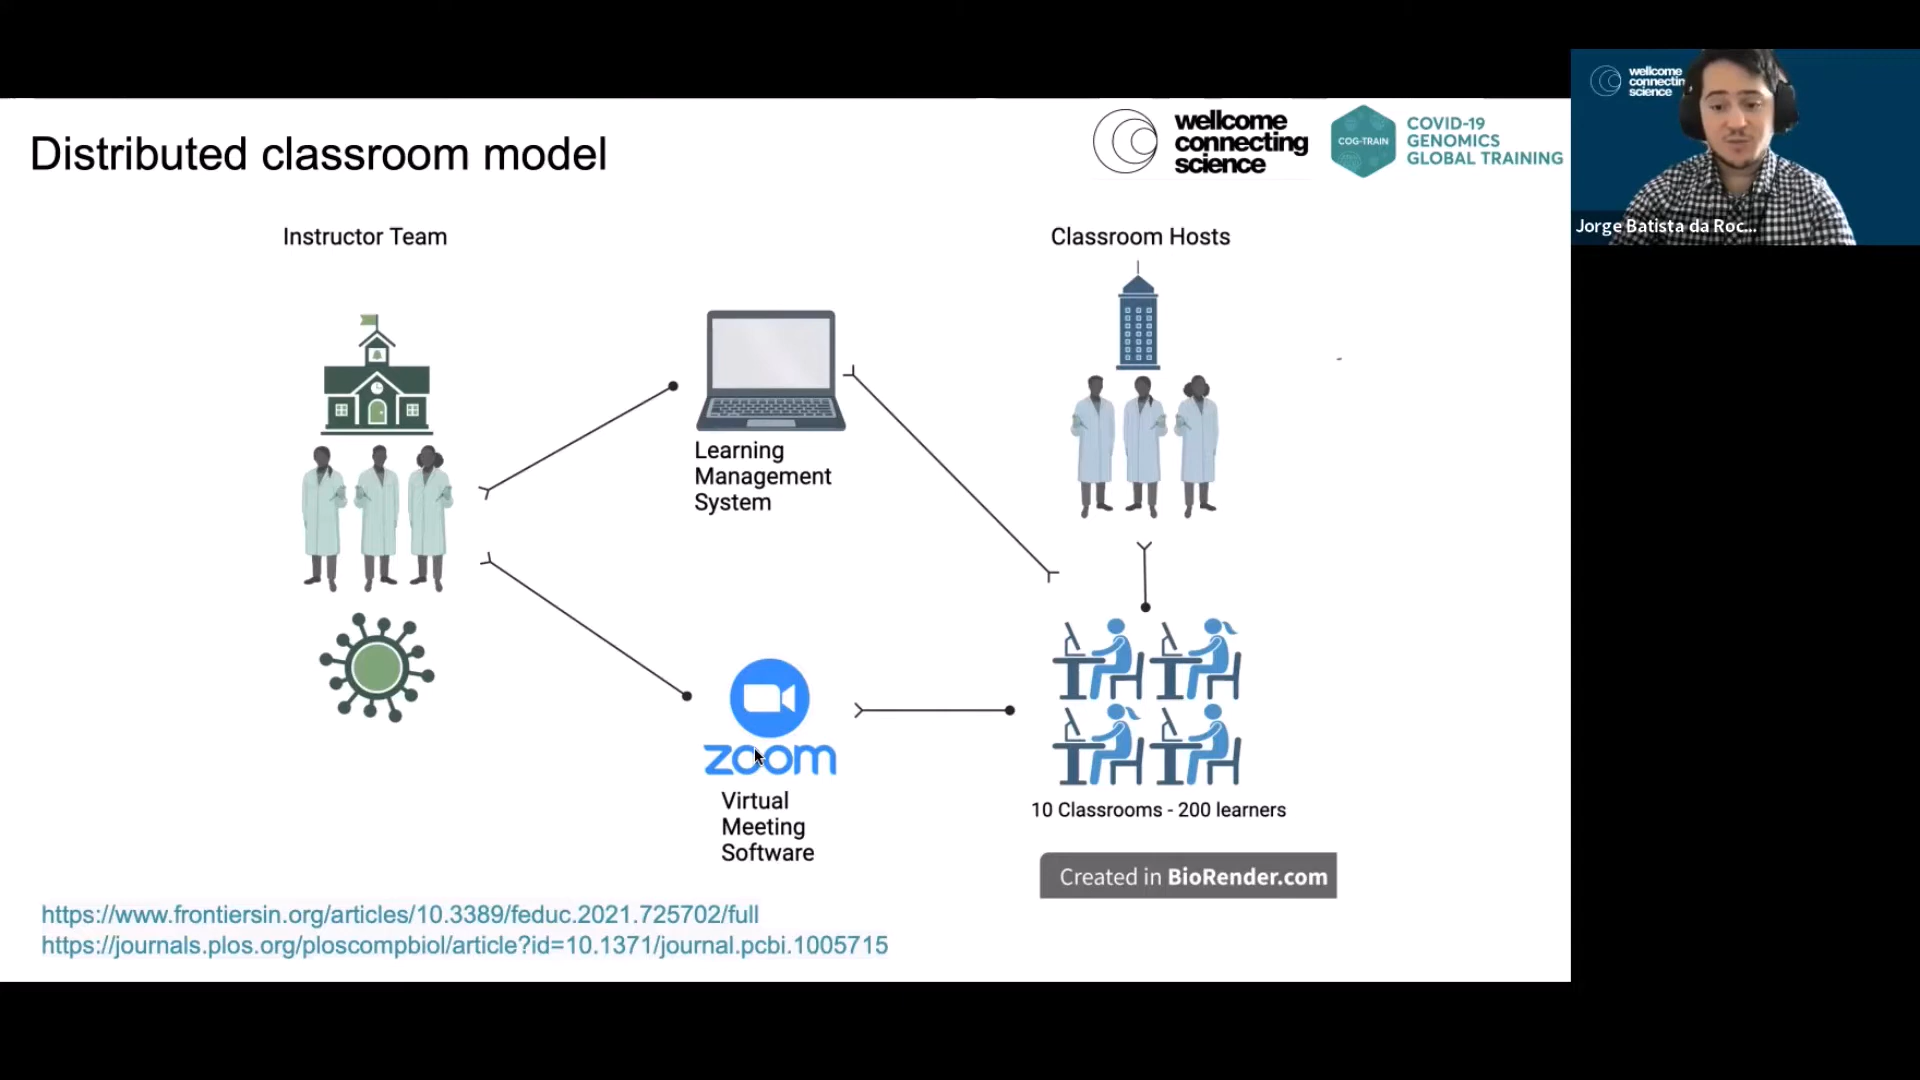 Distributed classroom model
wellcome
connecting
science
COG-TRAIN
COVID-19
GENOMICS
GLOBAL TRAINING
wellcome
connectin
science
Jorge Batista da Roc...
Instructor Team
Classroom Hosts
Learning
Management
System
zoom
Virtual
Meeting
Software
10 Classrooms - 200 learners
Created in BioRender.com
https://www.frontiersin.org/articles/10.3389/feduc.2021.725702/full
https://journals.plos.org/ploscompbiol/article?id=10.1371/journal.pcbi.1005715